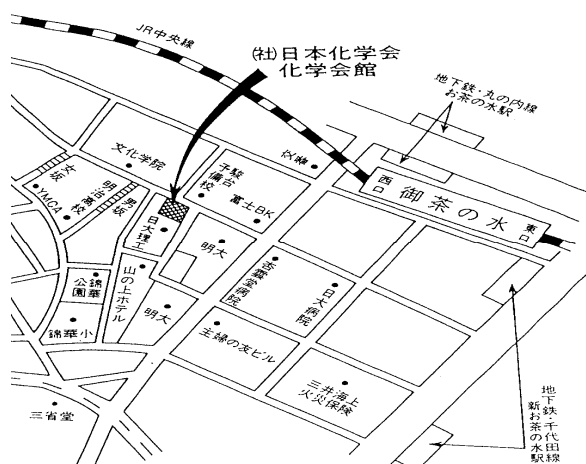 JR中央線
(社)日本化学会
化学会館
地下鉄・丸の内線
お茶の水駅
文化学院
交番
西口
御茶の水
東口
女坂
YMCA
明治高校
男坂
駿台
予備校
富士BK
日大理工
明大
錦華
公園
山の上ホテル
杏雲堂病院
日大病院
錦華小
明大
主婦の友ビル
三井海上
火災保険
三省堂
地下鉄・千代田線
新お茶の水駅